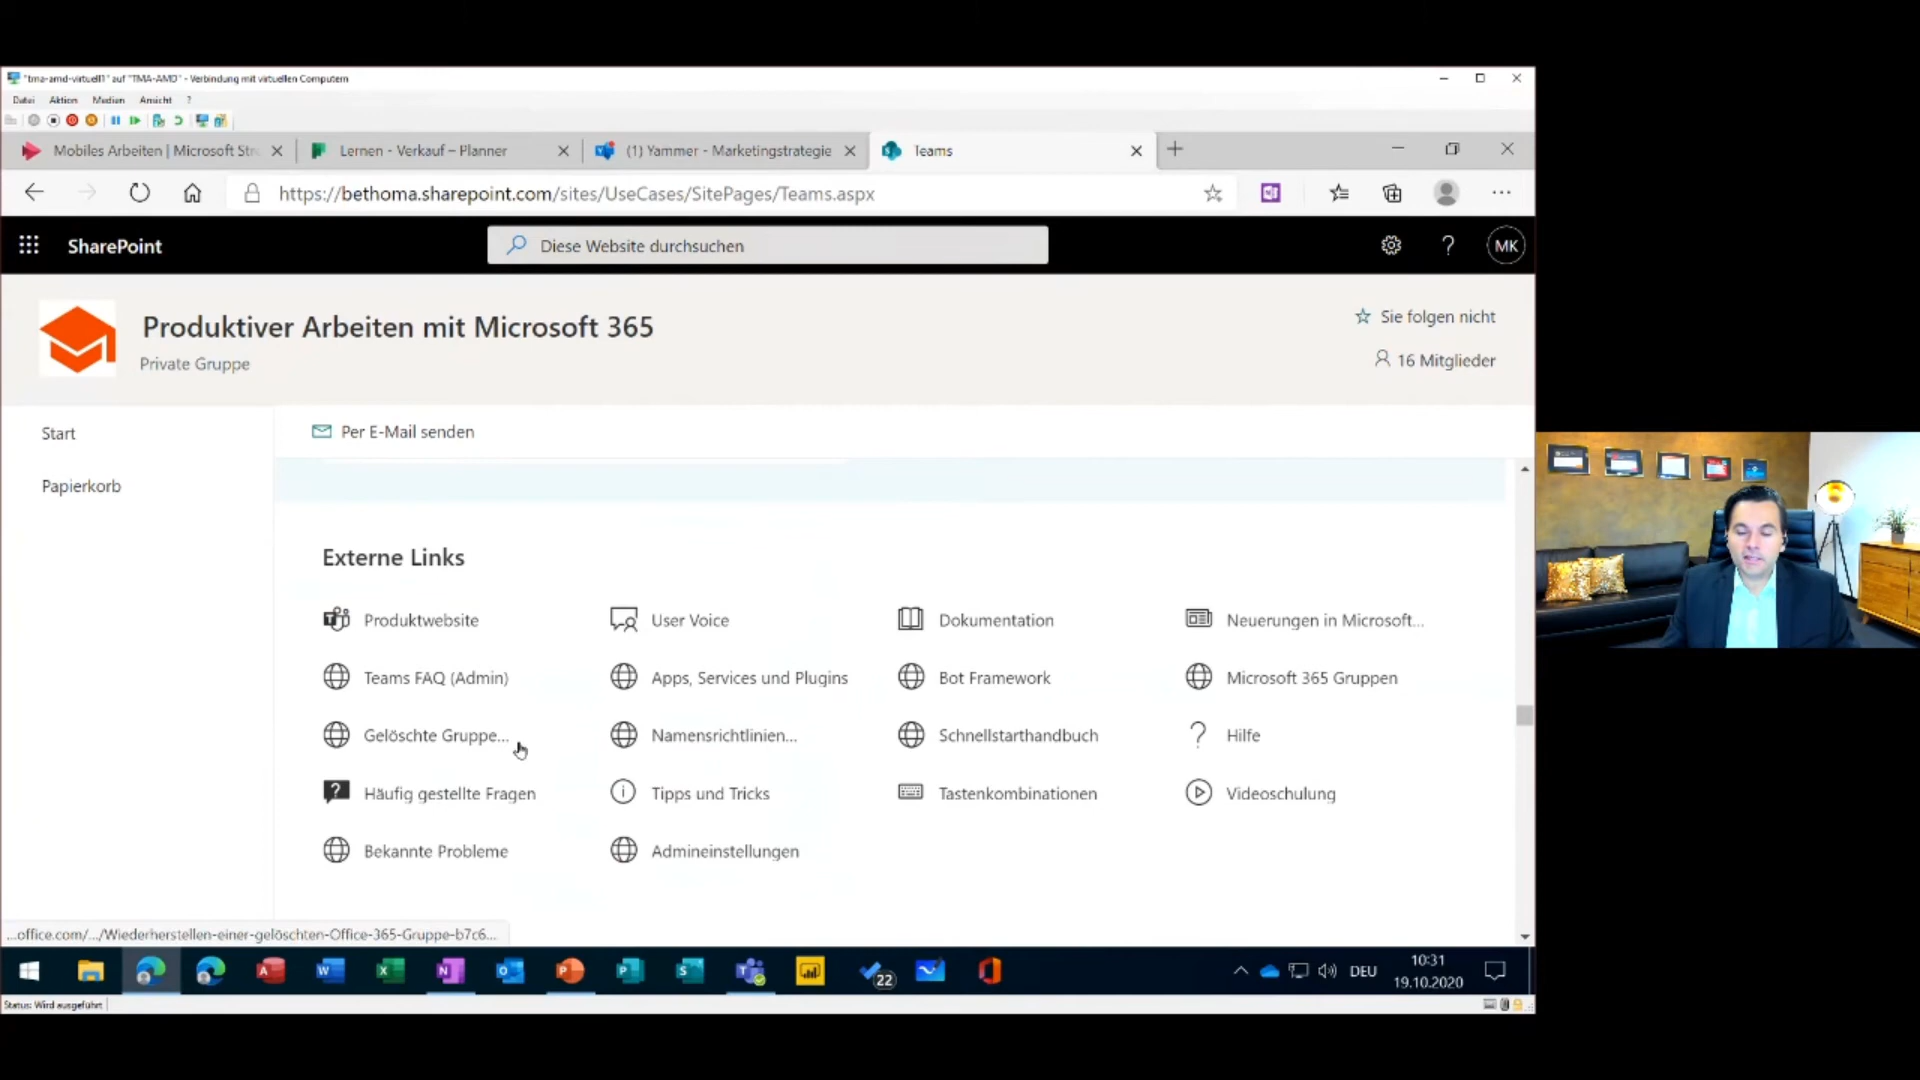 "tma-amd-virtuell1" auf "TMA-AMD" - Verbindung mit virtuellen Computern
Datei Aktion Medien Ansicht ?
Mobiles Arbeiten | Microsoft Str
Lernen - Verkauf – Planner
(1) Yammer - Marketingstrategie
Teams
https://bethoma.sharepoint.com/sites/UseCases/SitePages/Teams.aspx
SharePoint
Diese Website durchsuchen
?
MK
Produktiver Arbeiten mit Microsoft 365
Private Gruppe
Sie folgen nicht
16 Mitglieder
Start
Papierkorb
Per E-Mail senden
Externe Links
Produktwebsite
User Voice
Dokumentation
Neuerungen in Microsoft...
Teams FAQ (Admin)
Apps, Services und Plugins
Bot Framework
Microsoft 365 Gruppen
Gelöschte Gruppe...
Namensrichtlinien...
Schnellstarthandbuch
Hilfe
Häufig gestellte Fragen
Tipps und Tricks
Tastenkombinationen
Videoschulung
Bekannte Probleme
Admineinstellungen
...office.com/.../Wiederherstellen-einer-gelöschten-Office-365-Gruppe-b7c6...
22
DEU
10:31
19.10.2020
Status: Wird ausgeführt